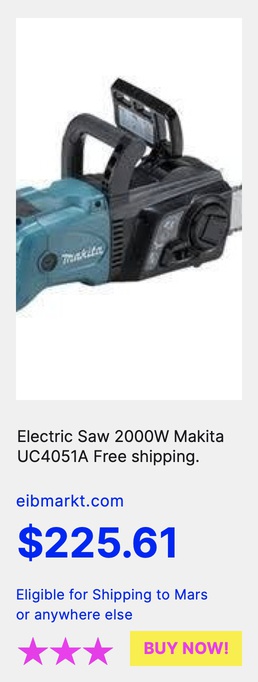 makita
Electric Saw 2000W Makita
UC4051A Free shipping.
eibmarkt.com
$225.61
Eligible for Shipping to Mars
or anywhere else
BUY NOW!